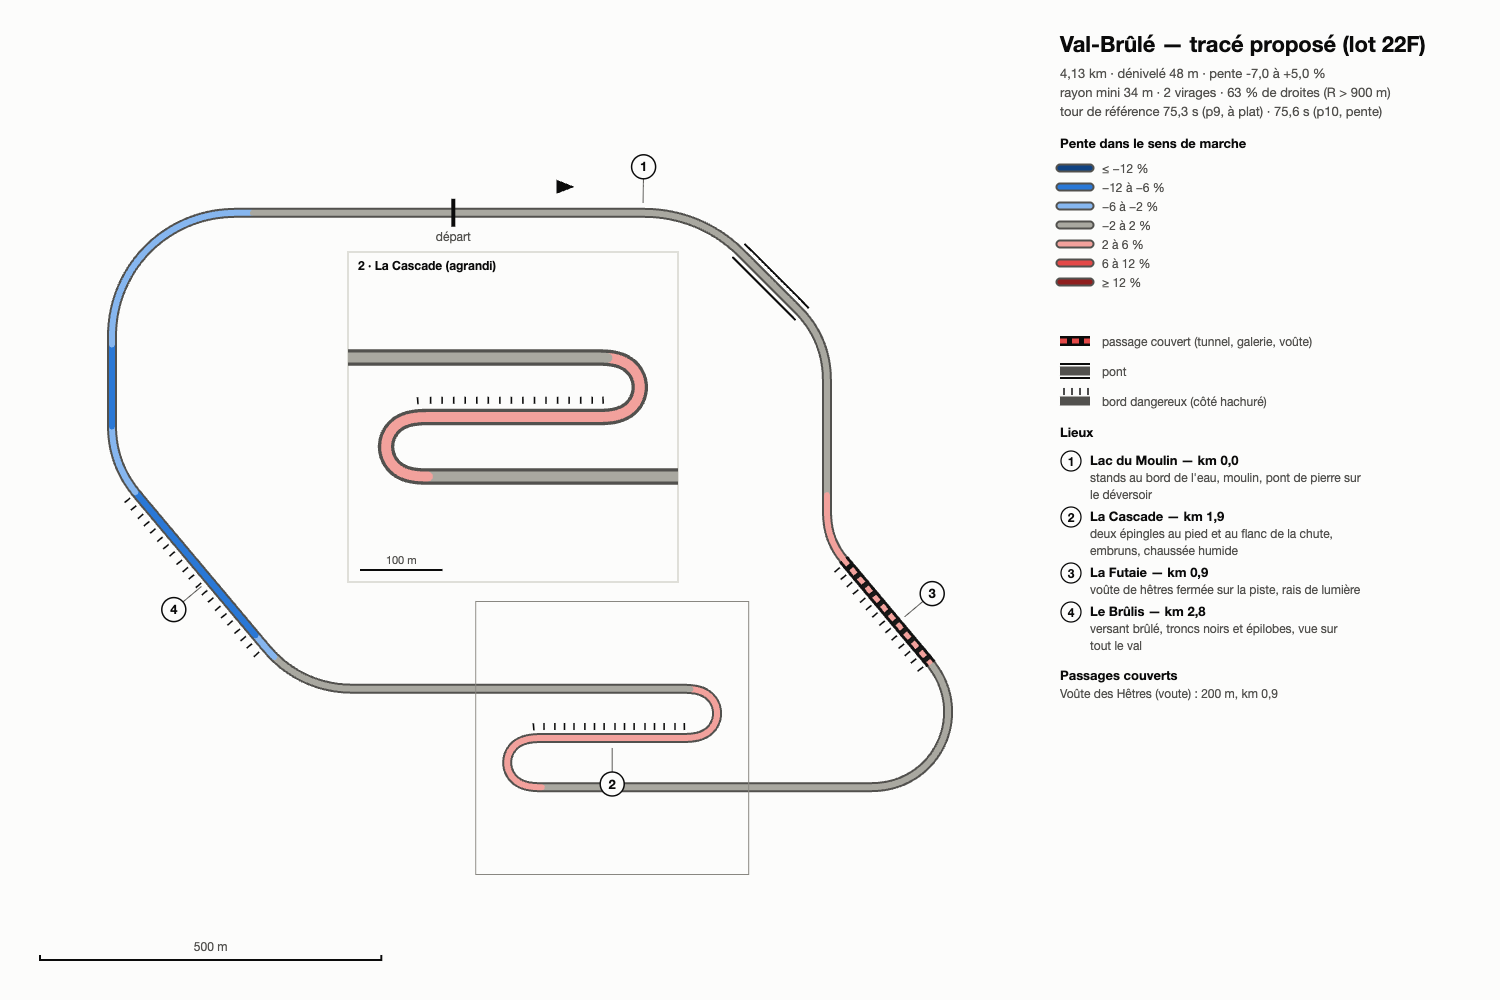 Val-Brûlé — tracé proposé (lot 22F)
4,13 km · dénivelé 48 m · pente -7,0 à +5,0 %
rayon mini 34 m · 2 virages · 63 % de droites (R > 900 m)
tour de référence 75,3 s (p9, à plat) · 75,6 s (p10, pente)
Pente dans le sens de marche
≤ −12 %
−12 à −6 %
−6 à −2 %
−2 à 2 %
2 à 6 %
6 à 12 %
≥ 12 %
passage couvert (tunnel, galerie, voûte)
pont
bord dangereux (côté hachuré)
Lieux
1 Lac du Moulin — km 0,0
stands au bord de l'eau, moulin, pont de pierre sur
le déversoir
2 La Cascade — km 1,9
deux épingles au pied et au flanc de la chute,
embruns, chaussée humide
3 La Futaie — km 0,9
voûte de hêtres fermée sur la piste, rais de lumière
4 Le Brûlis — km 2,8
versant brûlé, troncs noirs et épilobes, vue sur
tout le val
Passages couverts
Voûte des Hêtres (voute) : 200 m, km 0,9
1
départ
2 · La Cascade (agrandi)
100 m
3
4
2
500 m